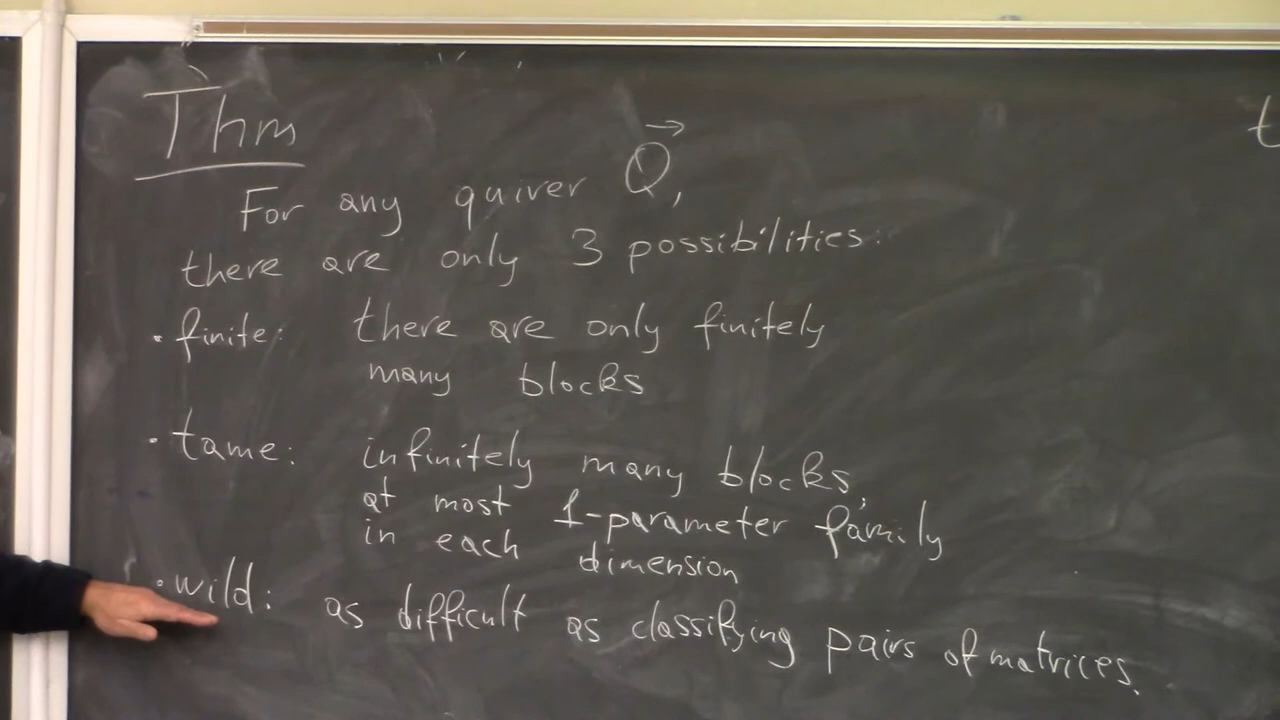 Thm
For any quiver Q⃗,
there are only 3 possibilities:
· finite: there are only finitely
many blocks
· tame: infinitely many blocks,
at most 1-parameter family
in each dimension
· wild: as difficult as classifying pairs of matrices.
t